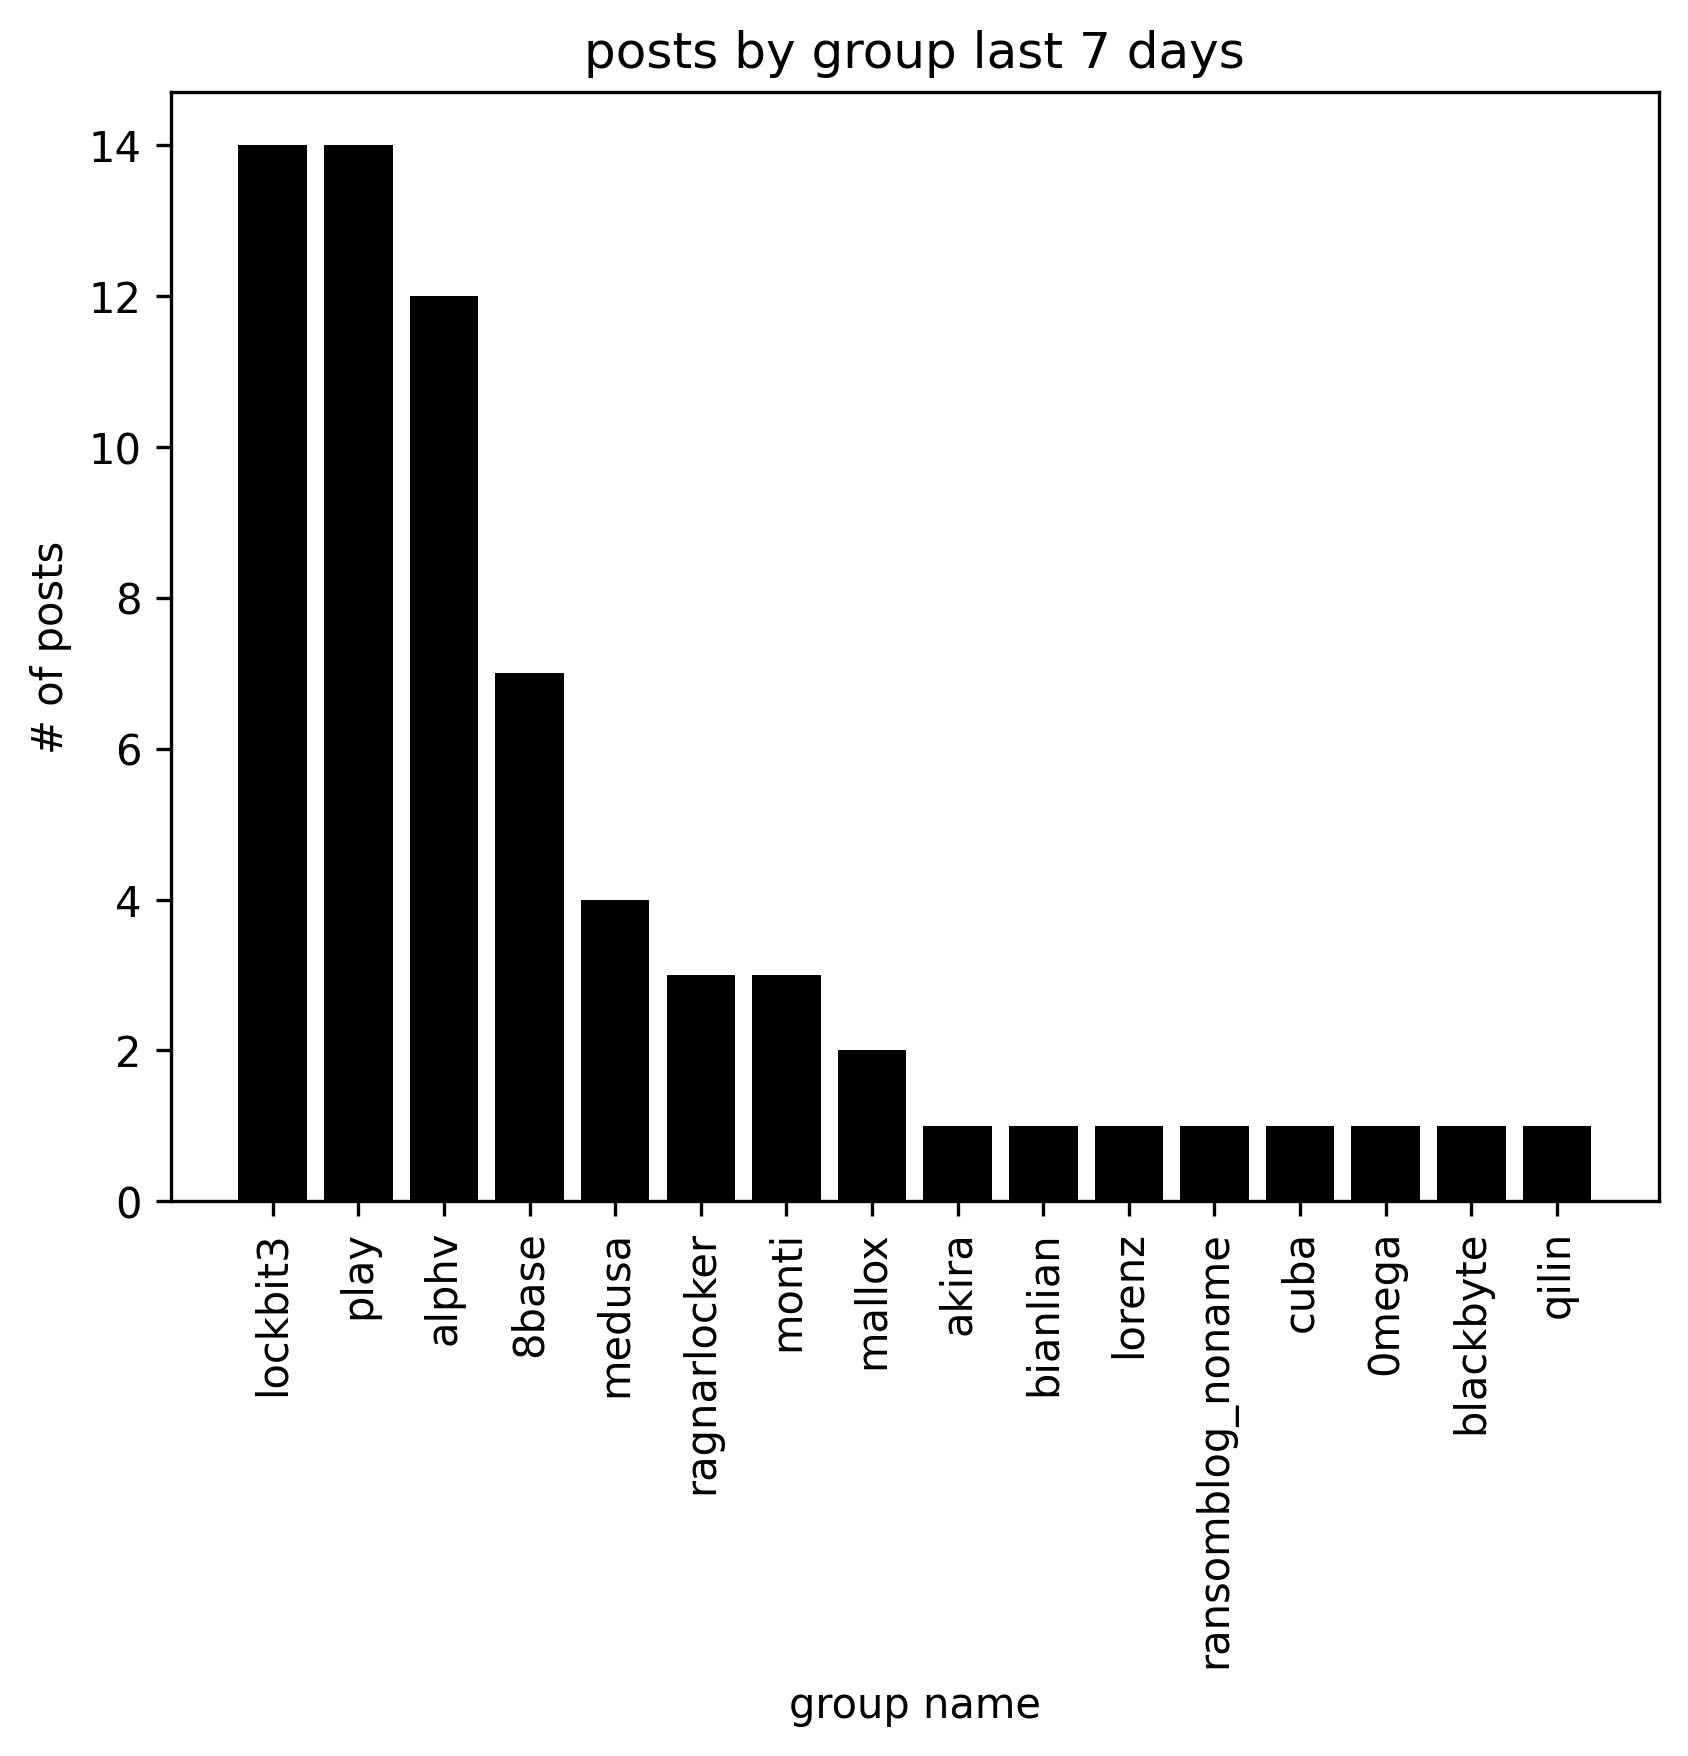 posts by group last 7 days
# of posts
14
12
10
8
6
4
2
0
lockbit3
play
alphv
8base
medusa
ragnarlocker
monti
mallox
akira
bianlian
lorenz
ransomblog_noname
cuba
0mega
blackbyte
qilin
group name